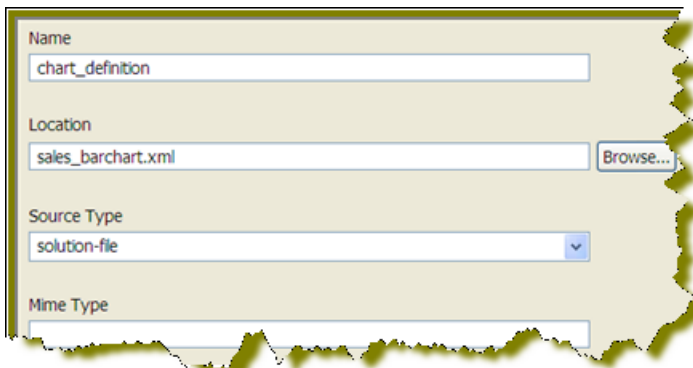 Name
chart_definition
Location
sales_barchart.xml
Browse...
Source Type
solution-file
Mime Type